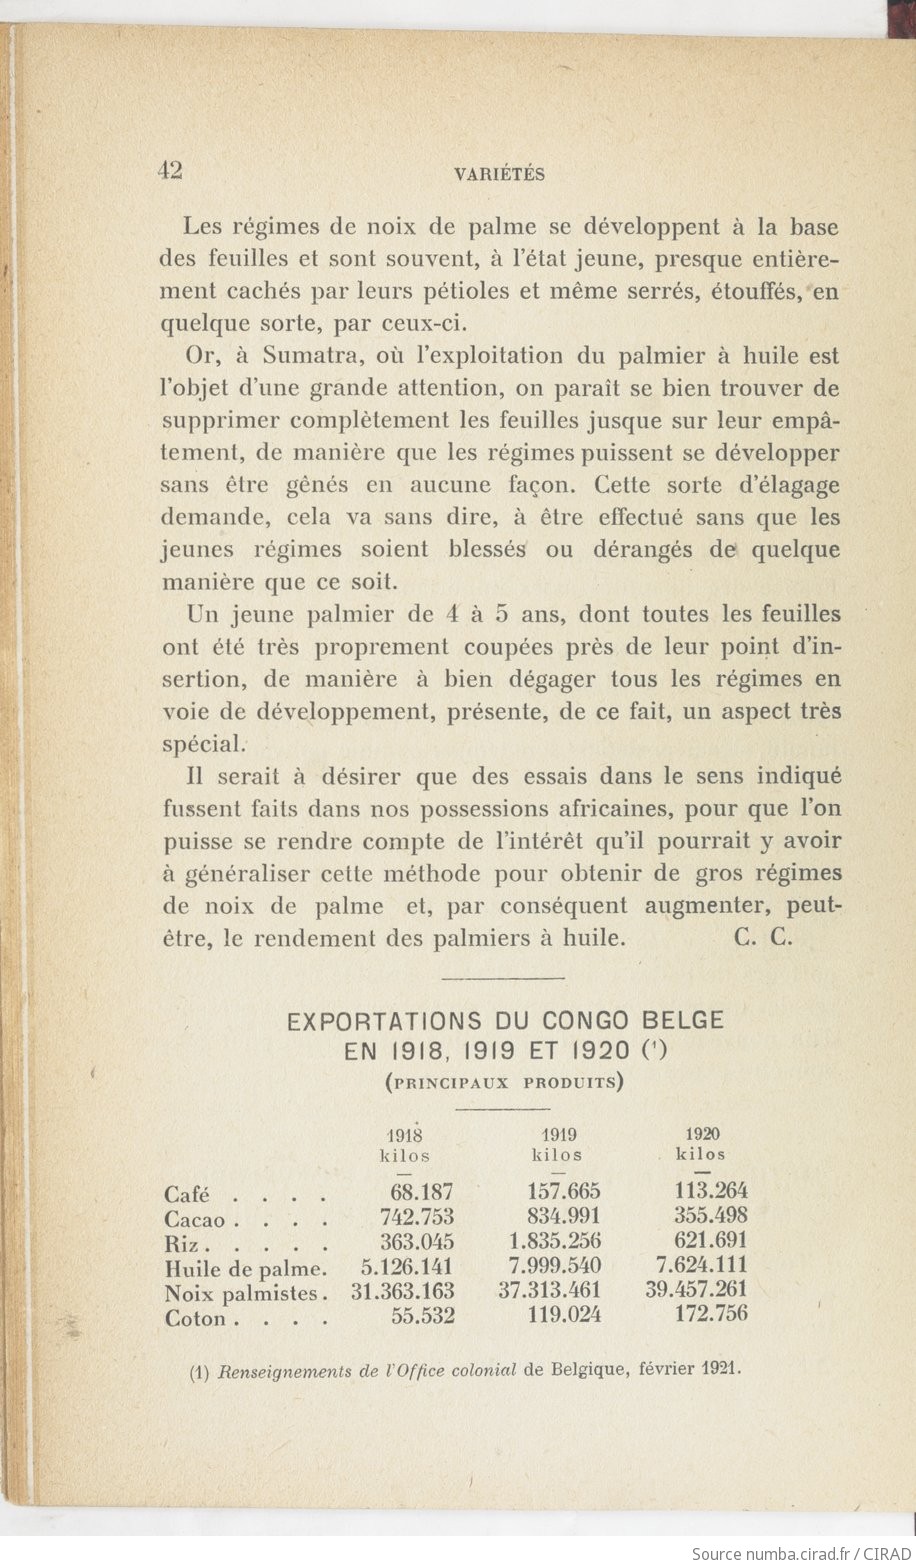 42
VARIÉTÉS
Les régimes de noix de palme se développent à la base
des feuilles et sont souvent, à l'état jeune, presque entière-
ment cachés par leurs pétioles et même serrés, étouffés, en
quelque sorte, par ceux-ci.
Or, à Sumatra, où l'exploitation du palmier à huile est
l'objet d'une grande attention, on paraît se bien trouver de
supprimer complètement les feuilles jusque sur leur empâ-
tement, de manière que les régimes puissent se développer
sans être gênés en aucune façon. Cette sorte d'élagage
demande, cela va sans dire, à être effectué sans que les
jeunes régimes soient blessés ou dérangés de quelque
manière que ce soit.
Un jeune palmier de 4 à 5 ans, dont toutes les feuilles
ont été très proprement coupées près de leur point d'in-
sertion, de manière à bien dégager tous les régimes en
voie de développement, présente, de ce fait, un aspect très
spécial.
Il serait à désirer que des essais dans le sens indiqué
fussent faits dans nos possessions africaines, pour que l'on
puisse se rendre compte de l'intérêt qu'il pourrait y avoir
à généraliser cette méthode pour obtenir de gros régimes
de noix de palme et, par conséquent augmenter, peut-
être, le rendement des palmiers à huile. C. C.
EXPORTATIONS DU CONGO BELGE
EN 1918, 1919 ET 1920 (1)
(PRINCIPAUX PRODUITS)
1918 1919 1920
kilos kilos kilos
Café . . . . 68.187 157.665 113.264
Cacao . . . . 742.753 834.991 355.498
Riz . . . . . 363.045 1.835.256 621.691
Huile de palme. 5.126.141 7.999.540 7.624.111
Noix palmistes . 31.363.163 37.313.461 39.457.261
Coton . . . . 55.532 119.024 172.756
(1) Renseignements de l'Office colonial de Belgique, février 1921.
Source numba.cirad.fr / CIRAD